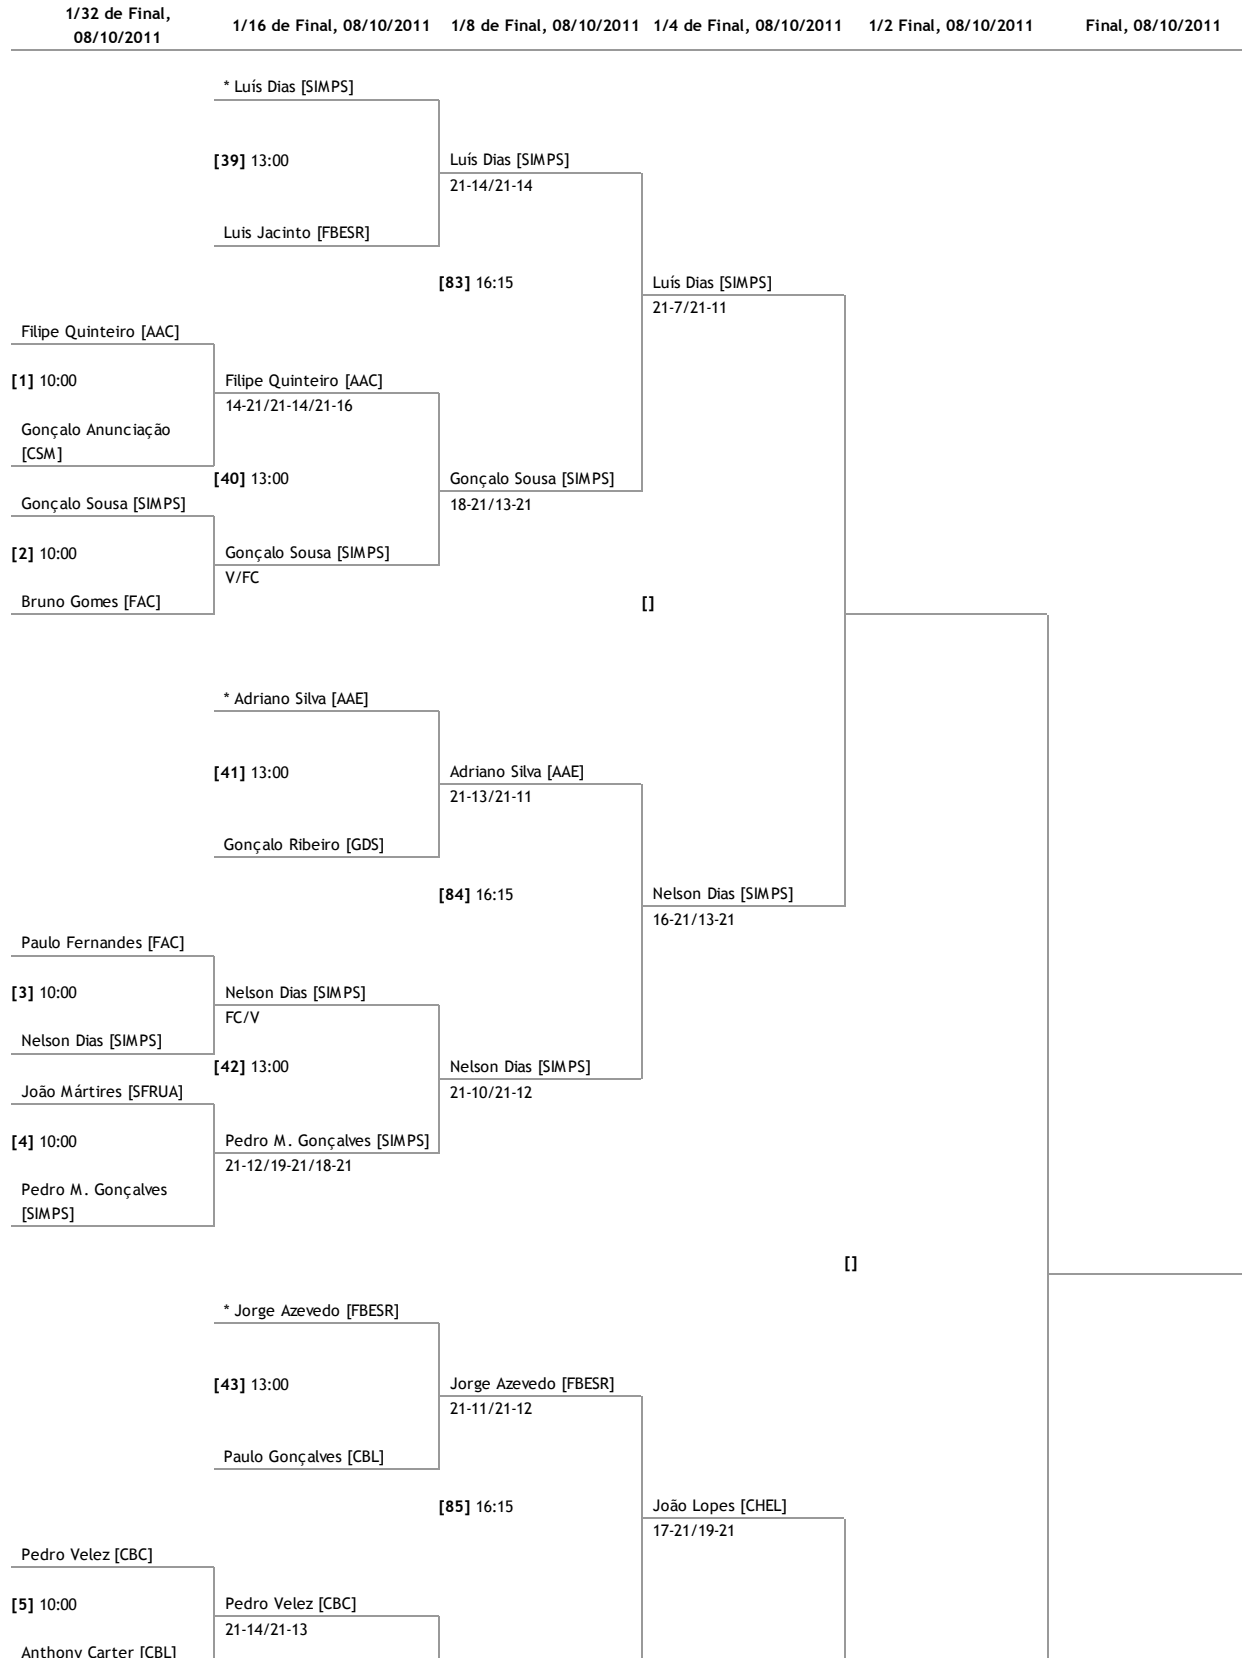 1/32 de Final,
08/10/2011
1/16 de Final, 08/10/2011
1/8 de Final, 08/10/2011
1/4 de Final, 08/10/2011
1/2 Final, 08/10/2011
Final, 08/10/2011
* Luís Dias [SIMPS]
[39] 13:00
Luís Dias [SIMPS]
21-14/21-14
Luis Jacinto [FBESR]
[83] 16:15
Luís Dias [SIMPS]
21-7/21-11
Filipe Quinteiro [AAC]
[1] 10:00
Filipe Quinteiro [AAC]
14-21/21-14/21-16
Gonçalo Anunciação
[CSM]
[40] 13:00
Gonçalo Sousa [SIMPS]
18-21/13-21
Gonçalo Sousa [SIMPS]
[2] 10:00
Gonçalo Sousa [SIMPS]
V/FC
Bruno Gomes [FAC]
[]
* Adriano Silva [AAE]
[41] 13:00
Adriano Silva [AAE]
21-13/21-11
Gonçalo Ribeiro [GDS]
[84] 16:15
Nelson Dias [SIMPS]
16-21/13-21
Paulo Fernandes [FAC]
[3] 10:00
Nelson Dias [SIMPS]
FC/V
Nelson Dias [SIMPS]
[42] 13:00
Nelson Dias [SIMPS]
21-10/21-12
João Mártires [SFRUA]
[4] 10:00
Pedro M. Gonçalves [SIMPS]
21-12/19-21/18-21
Pedro M. Gonçalves
[SIMPS]
[]
* Jorge Azevedo [FBESR]
[43] 13:00
Jorge Azevedo [FBESR]
21-11/21-12
Paulo Gonçalves [CBL]
[85] 16:15
João Lopes [CHEL]
17-21/19-21
Pedro Velez [CBC]
[5] 10:00
Pedro Velez [CBC]
21-14/21-13
Anthony Carter [CBL]